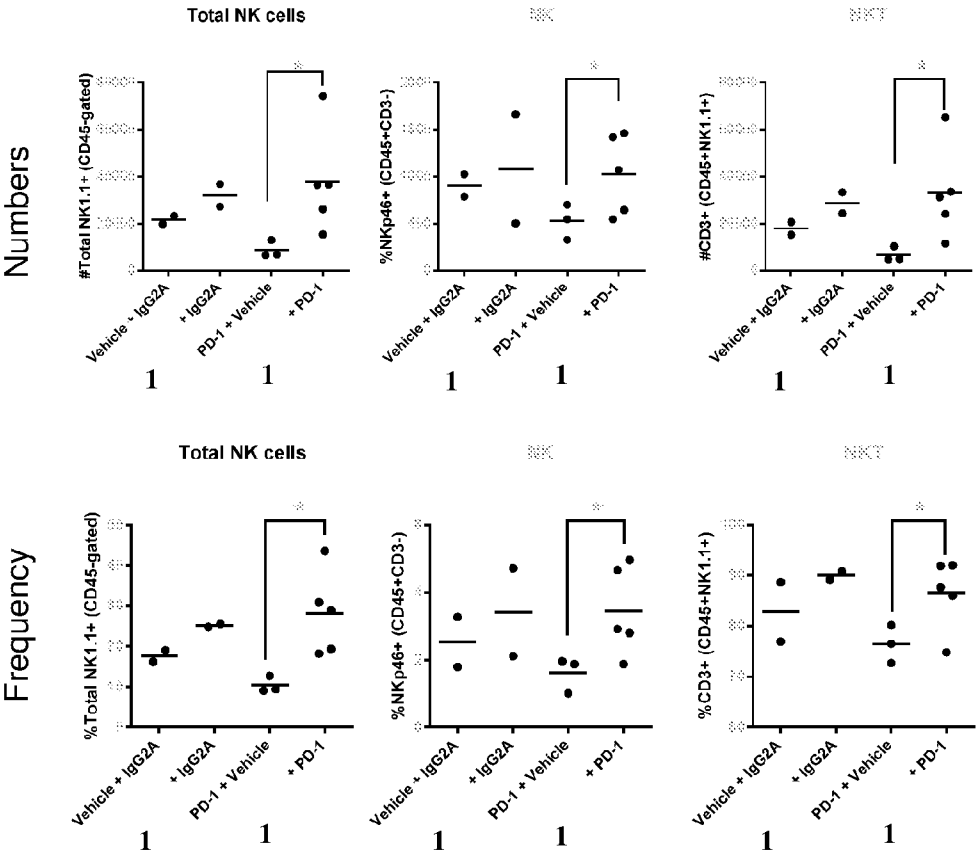 Total NK cells
NK
NKT
Numbers
#Total NK1.1+ (CD45-gated)
*
Vehicle + IgG2A
+ IgG2A
PD-1 + Vehicle
+ PD-1
%NKp46+ (CD45+CD3-)
*
Vehicle + IgG2A
+ IgG2A
PD-1 + Vehicle
+ PD-1
#CD3+ (CD45+NK1.1+)
*
Vehicle + IgG2A
+ IgG2A
PD-1 + Vehicle
+ PD-1
1
1
1
1
1
1
Total NK cells
NK
NKT
Frequency
%Total NK1.1+ (CD45-gated)
*
Vehicle + IgG2A
+ IgG2A
PD-1 + Vehicle
+ PD-1
%NKp46+ (CD45+CD3-)
*
Vehicle + IgG2A
+ IgG2A
PD-1 + Vehicle
+ PD-1
%CD3+ (CD45+NK1.1+)
*
Vehicle + IgG2A
+ IgG2A
PD-1 + Vehicle
+ PD-1
1
1
1
1
1
1